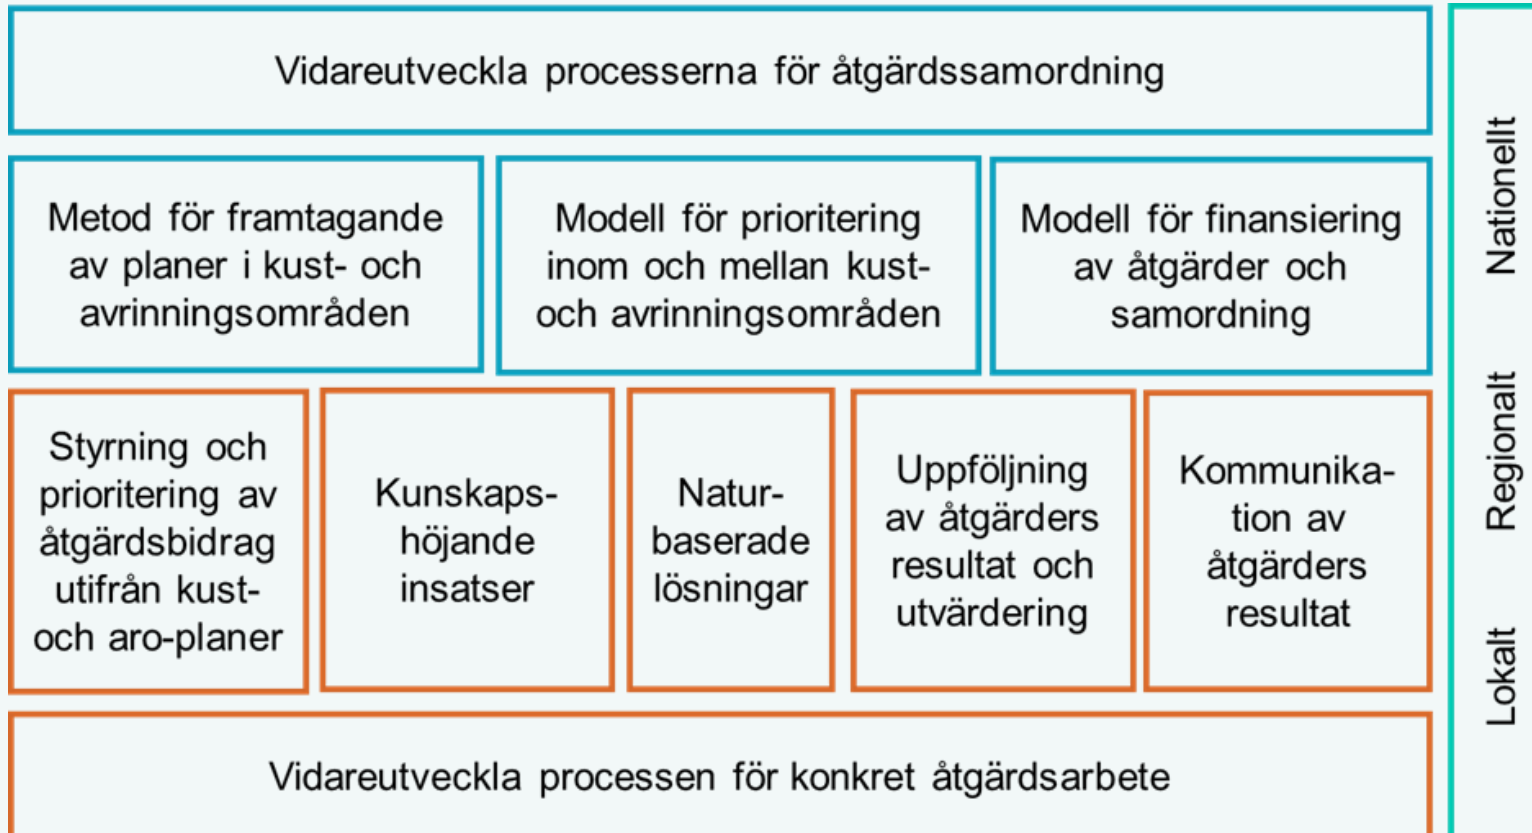 Vidareutveckla processerna för åtgärdssamordning
Metod för framtagande
av planer i kust- och
avrinningsområden
Modell för prioritering
inom och mellan kust-
och avrinningsområden
Modell för finansiering
av åtgärder och
samordning
Styrning och
prioritering av
åtgärdsbidrag
utifrån kust-
och aro-planer
Kunskaps-
höjande
insatser
Natur-
baserade
lösningar
Uppföljning
av åtgärders
resultat och
utvärdering
Kommunika-
tion av
åtgärders
resultat
Vidareutveckla processen för konkret åtgärdsarbete
Nationellt
Regionalt
Lokalt